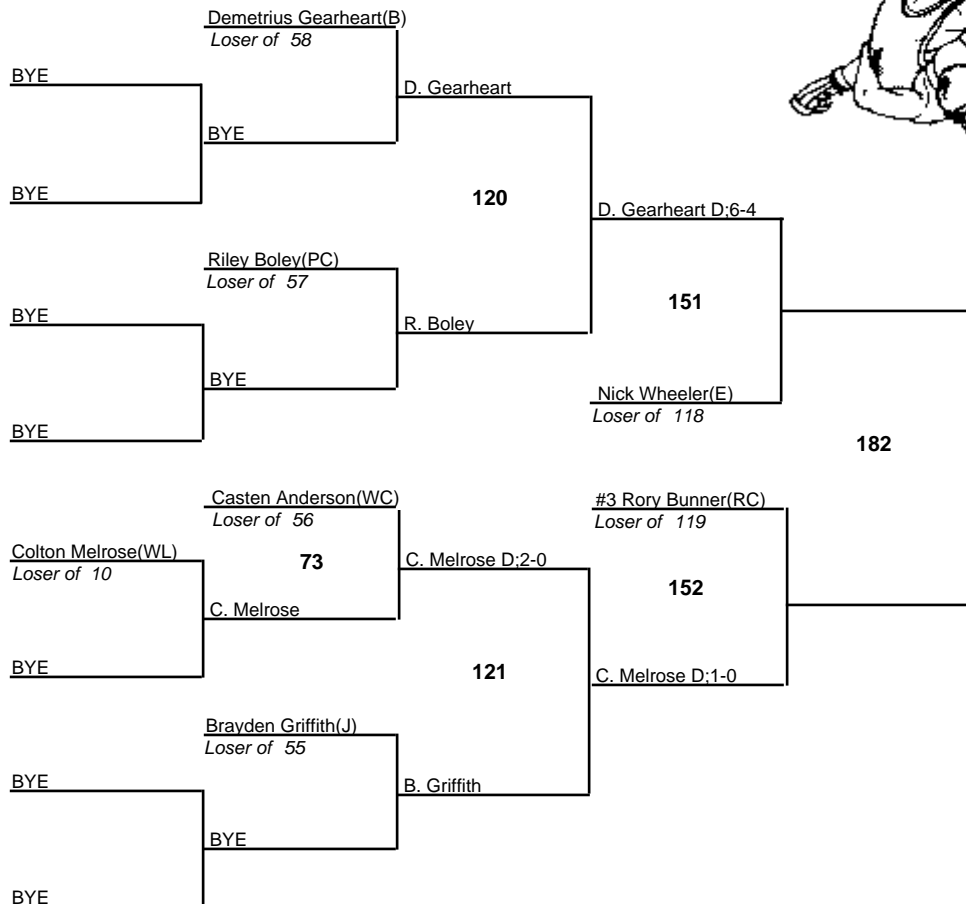 Demetrius Gearheart(B)
Loser of 58
BYE
D. Gearheart
BYE
BYE
120
D. Gearheart D;6-4
Riley Boley(PC)
Loser of 57
151
BYE
R. Boley
BYE
Nick Wheeler(E)
Loser of 118
BYE
182
Casten Anderson(WC)
Loser of 56
#3 Rory Bunner(RC)
Loser of 119
Colton Melrose(WL)
Loser of 10
73
C. Melrose D;2-0
152
C. Melrose
BYE
121
C. Melrose D;1-0
Brayden Griffith(J)
Loser of 55
BYE
B. Griffith
BYE
BYE